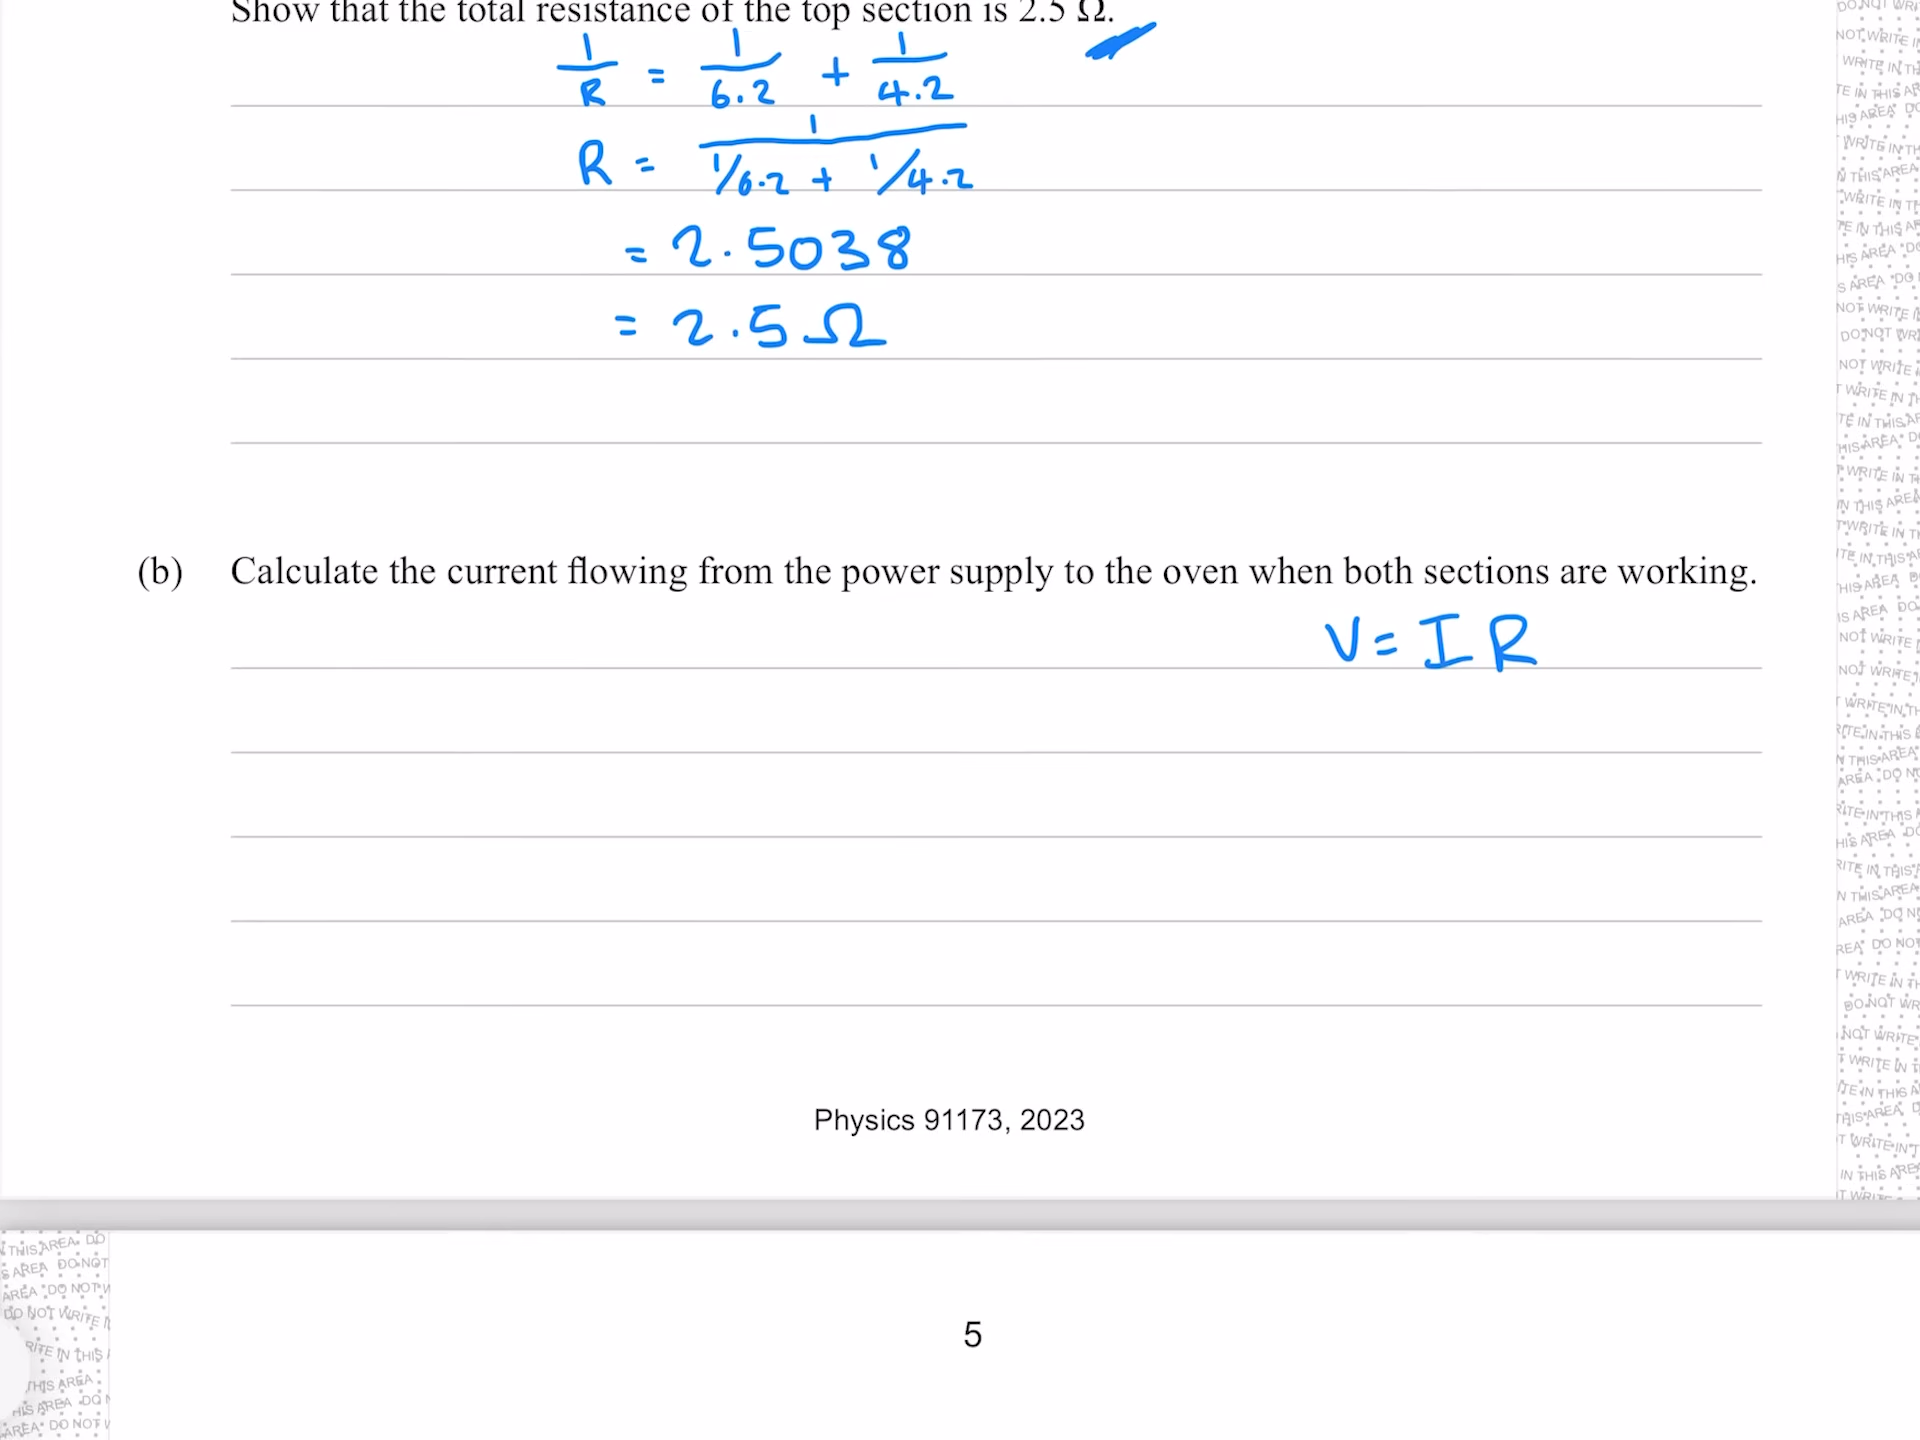 Show that the total resistance of the top section is 2.5 Ω.
1/R = 1/6.2 + 1/4.2
R = 1/(1/6.2 + 1/4.2)
= 2.5038
= 2.5 Ω
(b) Calculate the current flowing from the power supply to the oven when both sections are working.
V = I R
Physics 91173, 2023
5